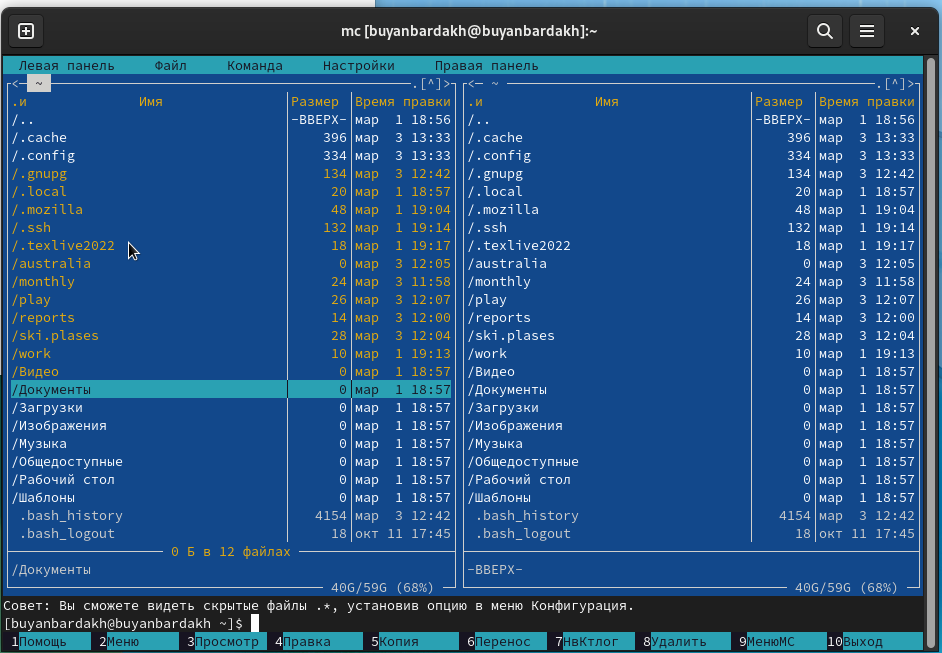 mc [buyanbardakh@buyanbardakh]:~
Левая панель Файл Команда Настройки Правая панель
<─ ~ .[^]> <─ ~ .[^]>
.и Имя Размер Время правки .и Имя Размер Время правки
/.. -ВВЕРХ- мар 1 18:56 /.. -ВВЕРХ- мар 1 18:56
/.cache 396 мар 3 13:33 /.cache 396 мар 3 13:33
/.config 334 мар 3 13:33 /.config 334 мар 3 13:33
/.gnupg 134 мар 3 12:42 /.gnupg 134 мар 3 12:42
/.local 20 мар 1 18:57 /.local 20 мар 1 18:57
/.mozilla 48 мар 1 19:04 /.mozilla 48 мар 1 19:04
/.ssh 132 мар 1 19:14 /.ssh 132 мар 1 19:14
/.texlive2022 18 мар 1 19:17 /.texlive2022 18 мар 1 19:17
/australia 0 мар 3 12:05 /australia 0 мар 3 12:05
/monthly 24 мар 3 11:58 /monthly 24 мар 3 11:58
/play 26 мар 3 12:07 /play 26 мар 3 12:07
/reports 14 мар 3 12:00 /reports 14 мар 3 12:00
/ski.plases 28 мар 3 12:04 /ski.plases 28 мар 3 12:04
/work 10 мар 1 19:13 /work 10 мар 1 19:13
/Видео 0 мар 1 18:57 /Видео 0 мар 1 18:57
/Документы 0 мар 1 18:57 /Документы 0 мар 1 18:57
/Загрузки 0 мар 1 18:57 /Загрузки 0 мар 1 18:57
/Изображения 0 мар 1 18:57 /Изображения 0 мар 1 18:57
/Музыка 0 мар 1 18:57 /Музыка 0 мар 1 18:57
/Общедоступные 0 мар 1 18:57 /Общедоступные 0 мар 1 18:57
/Рабочий стол 0 мар 1 18:57 /Рабочий стол 0 мар 1 18:57
/Шаблоны 0 мар 1 18:57 /Шаблоны 0 мар 1 18:57
.bash_history 4154 мар 3 12:42 .bash_history 4154 мар 3 12:42
.bash_logout 18 окт 11 17:45 .bash_logout 18 окт 11 17:45
0 Б в 12 файлах
/Документы -ВВЕРХ-
40G/59G (68%) 40G/59G (68%)
Совет: Вы сможете видеть скрытые файлы .*, установив опцию в меню Конфигурация.
[buyanbardakh@buyanbardakh ~]$
1Помощь 2Меню 3Просмотр 4Правка 5Копия 6Перенос 7НвКтлог 8Удалить 9МенюМС 10Выход